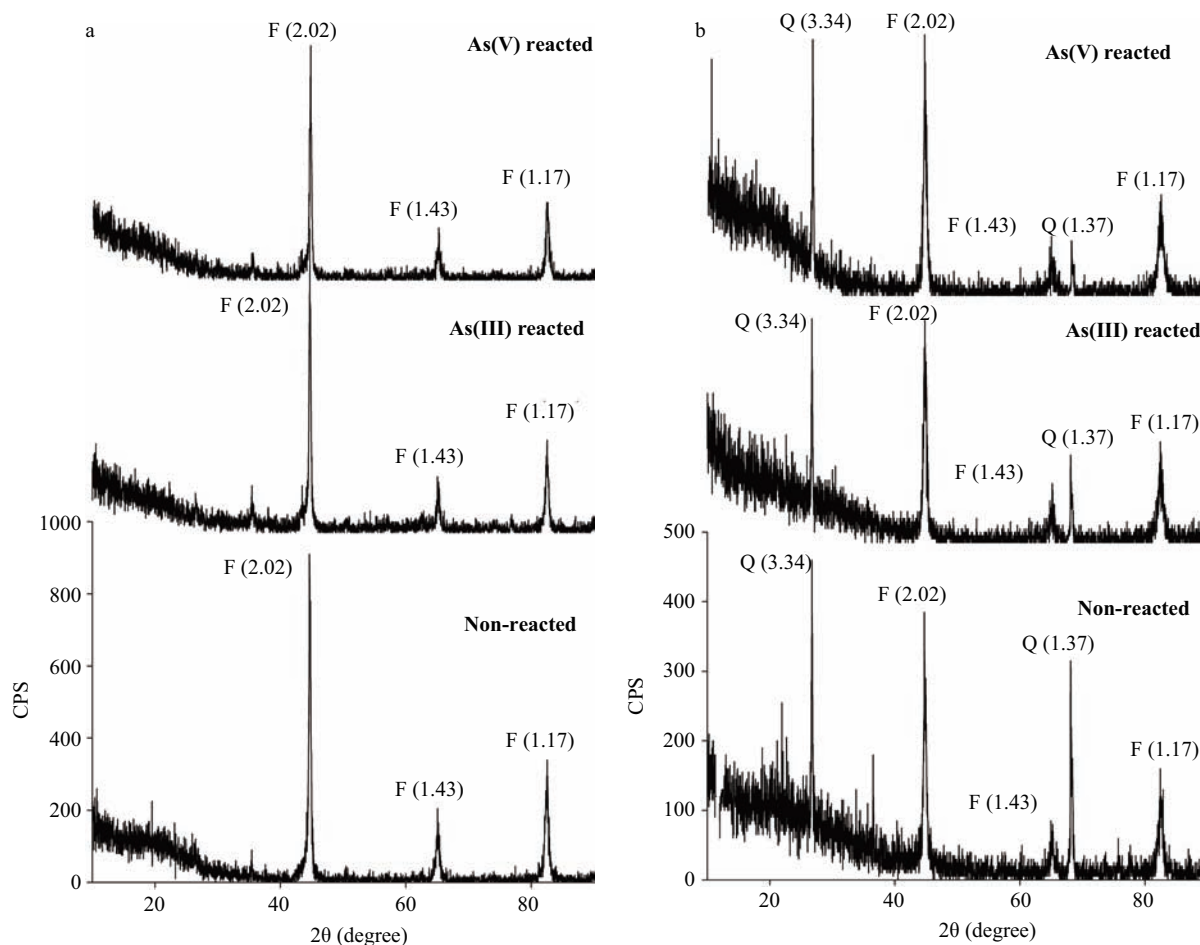 a
F (2.02)
As(V) reacted
F (1.17)
F (1.43)
F (2.02)
As(III) reacted
F (1.17)
F (1.43)
1000
F (2.02)
800
Non-reacted
600
CPS
F (1.17)
400
F (1.43)
200
0
20 40 60 80
2θ (degree)
b
Q (3.34) F (2.02)
As(V) reacted
F (1.17)
F (1.43) Q (1.37)
Q (3.34) F (2.02)
As(III) reacted
F (1.17)
Q (1.37)
F (1.43)
500
Q (3.34)
F (2.02)
Non-reacted
400
Q (1.37)
300
CPS
F (1.17)
200
F (1.43)
100
0
20 40 60 80
2θ (degree)